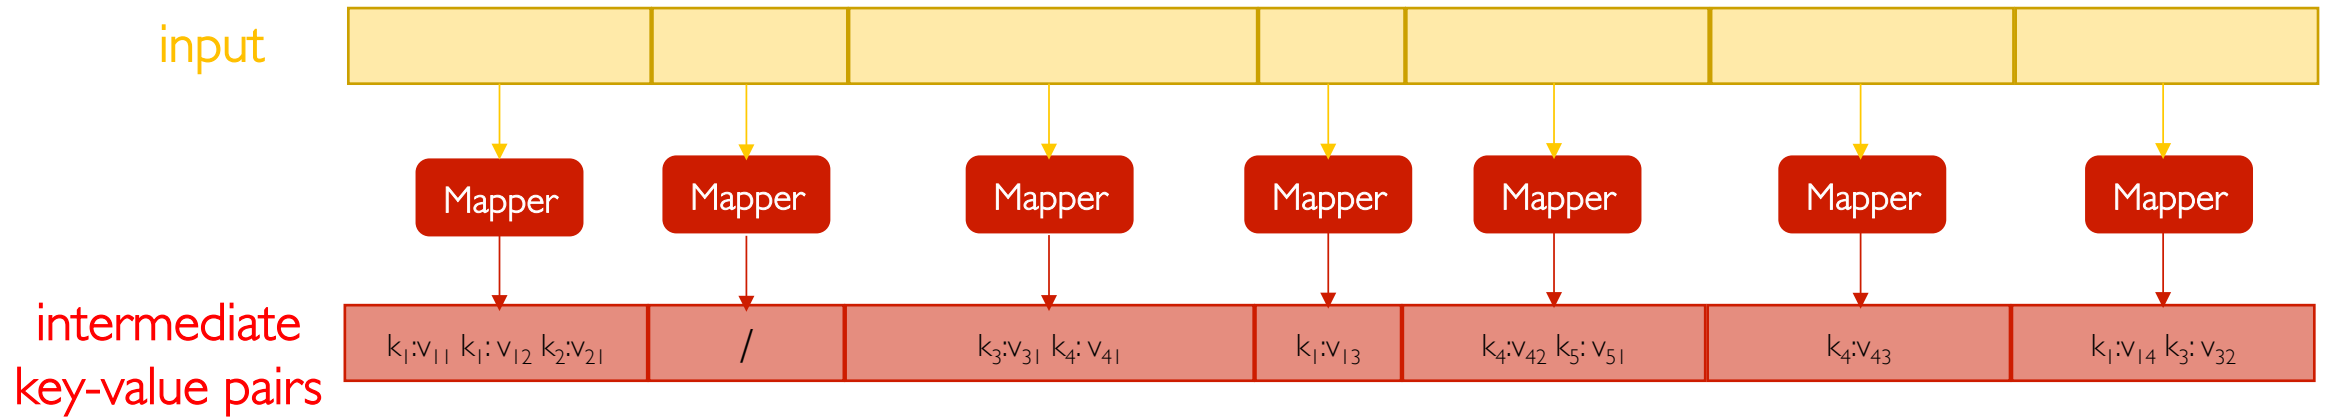 input
Mapper Mapper Mapper Mapper Mapper Mapper Mapper
intermediate
key-value pairs
k₁:v₁₁ k₁: v₁₂ k₂:v₂₁ / k₃:v₃₁ k₄: v₄₁ k₁:v₁₃ k₄:v₄₂ k₅: v₅₁ k₄:v₄₃ k₁:v₁₄ k₃: v₃₂